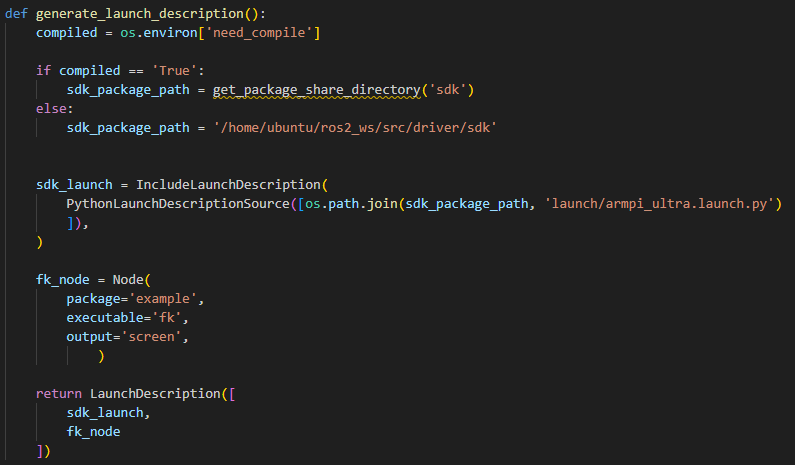 def generate_launch_description():
    compiled = os.environ['need_compile']

    if compiled == 'True':
        sdk_package_path = get_package_share_directory('sdk')
    else:
        sdk_package_path = '/home/ubuntu/ros2_ws/src/driver/sdk'


    sdk_launch = IncludeLaunchDescription(
        PythonLaunchDescriptionSource([os.path.join(sdk_package_path, 'launch/armpi_ultra.launch.py')
        ]),
    )

    fk_node = Node(
        package='example',
        executable='fk',
        output='screen',
            )

    return LaunchDescription([
        sdk_launch,
        fk_node
    ])